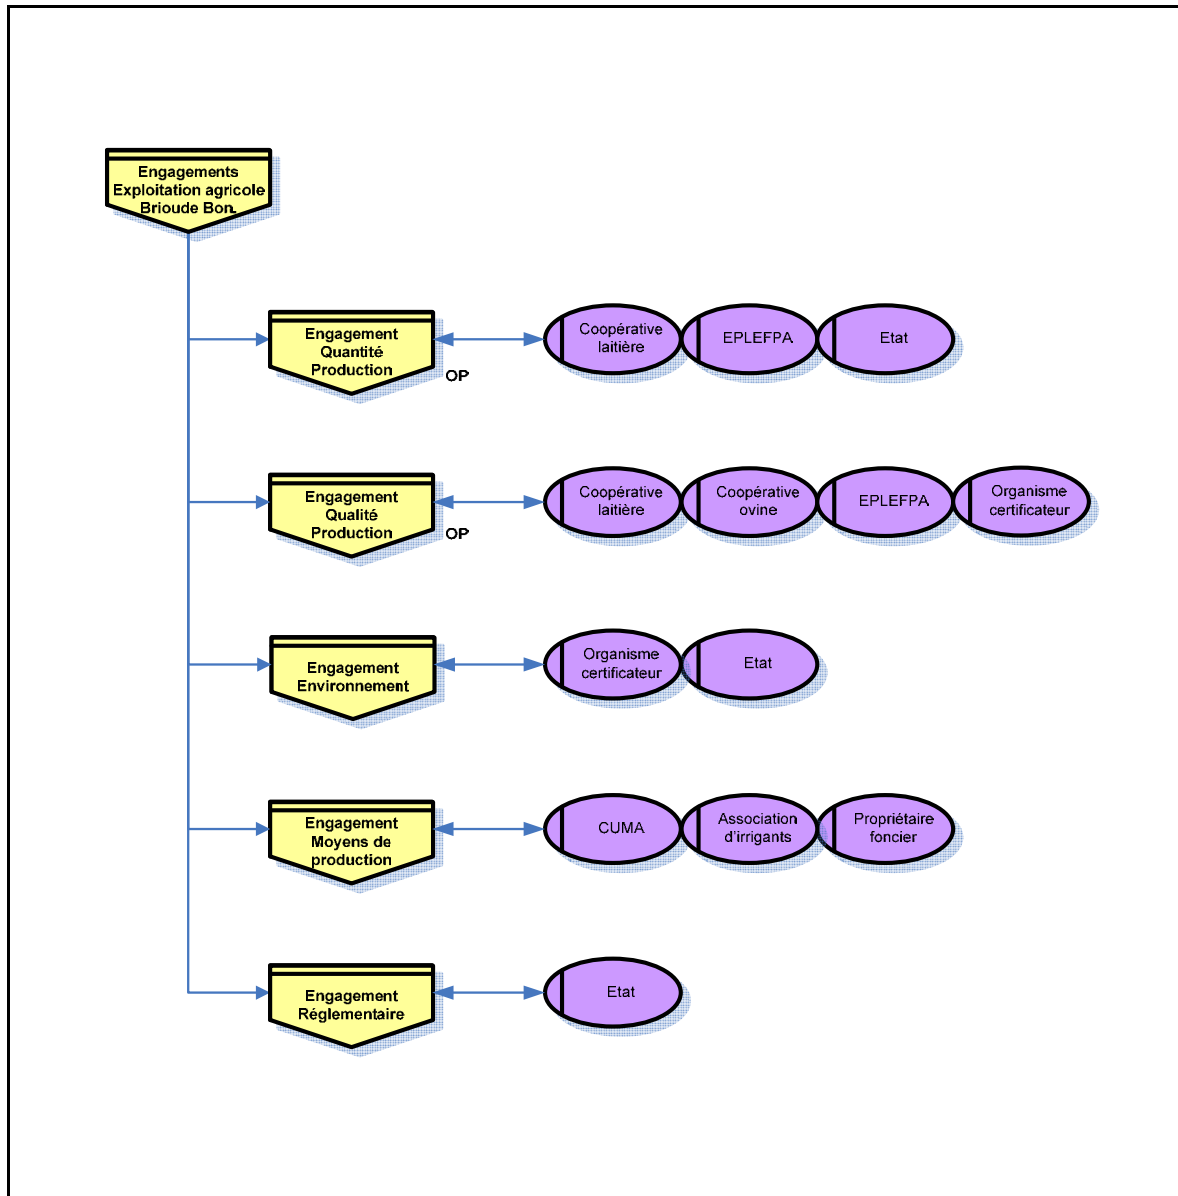 Engagements
Exploitation agricole
Brioude Bon.
Engagement
Quantité
Production
OP
Coopérative
laitière
EPLEFPA
Etat
Engagement
Qualité
Production
OP
Coopérative
laitière
Coopérative
ovine
EPLEFPA
Organisme
certificateur
Engagement
Environnement
Organisme
certificateur
Etat
Engagement
Moyens de
production
CUMA
Association
d'irrigants
Propriétaire
foncier
Engagement
Réglementaire
Etat